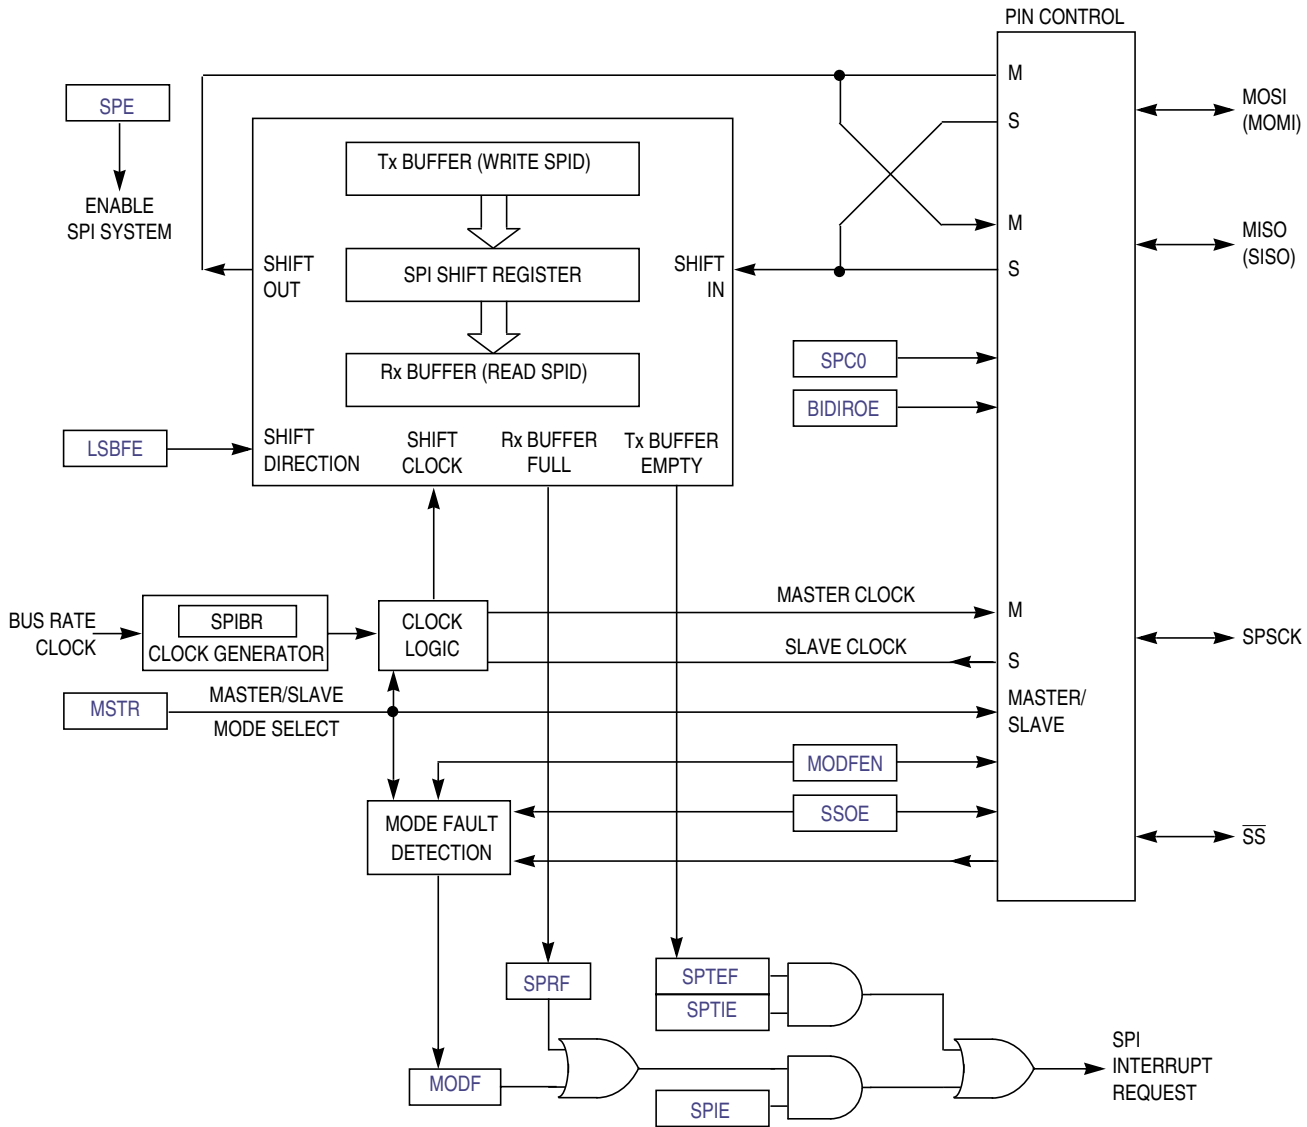 PIN CONTROL
M
SPE
MOSI
(MOMI)
S
Tx BUFFER (WRITE SPID)
ENABLE
SPI SYSTEM
M
MISO
(SISO)
SHIFT
OUT
SPI SHIFT REGISTER
SHIFT
IN
S
SPC0
Rx BUFFER (READ SPID)
BIDIROE
LSBFE
SHIFT
DIRECTION
SHIFT
CLOCK
Rx BUFFER
FULL
Tx BUFFER
EMPTY
BUS RATE
CLOCK
SPIBR
CLOCK GENERATOR
CLOCK
LOGIC
MASTER CLOCK
M
SLAVE CLOCK
S
SPSCK
MSTR
MASTER/SLAVE
MODE SELECT
MASTER/
SLAVE
MODFEN
SSOE
MODE FAULT
DETECTION
S̅S̅
SPRF
SPTEF
SPTIE
MODF
SPIE
SPI
INTERRUPT
REQUEST